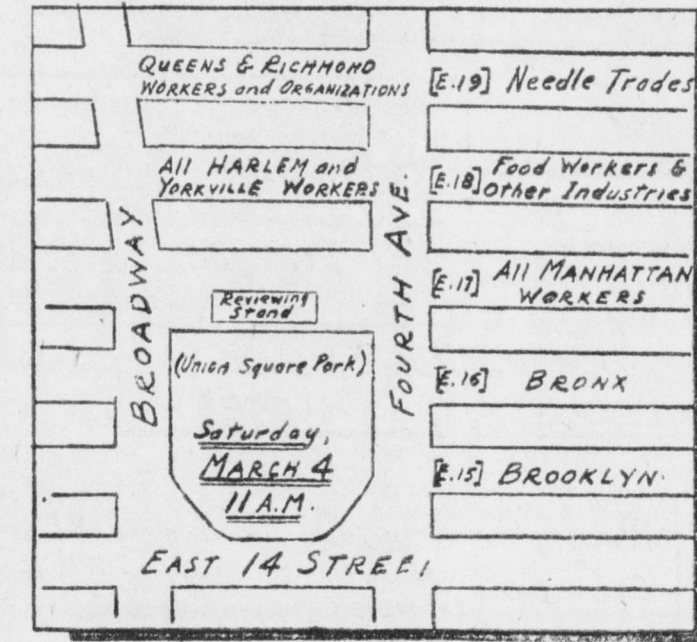 QUEENS & RICHMOND
WORKERS and ORGANIZATIONS
[E.19] Needle Trades
All HARLEM and
YORKVILLE WORKERS
[E.18] Food Workers &
Other Industries
BROADWAY
FOURTH AVE.
[E.17] All MANHATTAN
WORKERS
Reviewing
Stand
(Union Square Park)
[E.16] BRONX
Saturday,
MARCH 4
11 A.M.
[E.15] BROOKLYN.
EAST 14 STREET